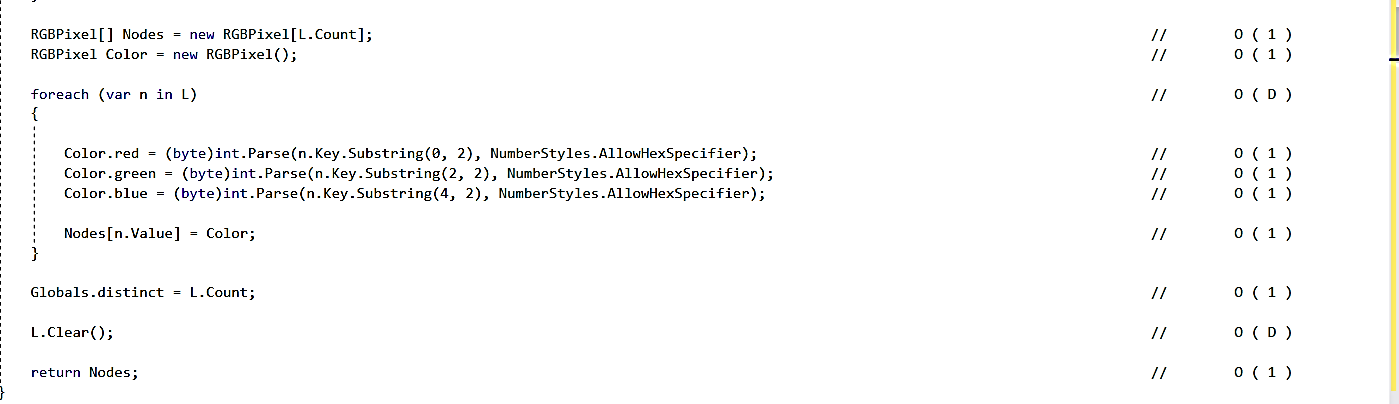 RGBPixel[] Nodes = new RGBPixel[L.Count]; // O ( 1 )
RGBPixel Color = new RGBPixel(); // O ( 1 )
foreach (var n in L) // O ( D )
{
Color.red = (byte)int.Parse(n.Key.Substring(0, 2), NumberStyles.AllowHexSpecifier); // O ( 1 )
Color.green = (byte)int.Parse(n.Key.Substring(2, 2), NumberStyles.AllowHexSpecifier); // O ( 1 )
Color.blue = (byte)int.Parse(n.Key.Substring(4, 2), NumberStyles.AllowHexSpecifier); // O ( 1 )
Nodes[n.Value] = Color; // O ( 1 )
}
Globals.distinct = L.Count; // O ( 1 )
L.Clear(); // O ( D )
return Nodes; // O ( 1 )
}